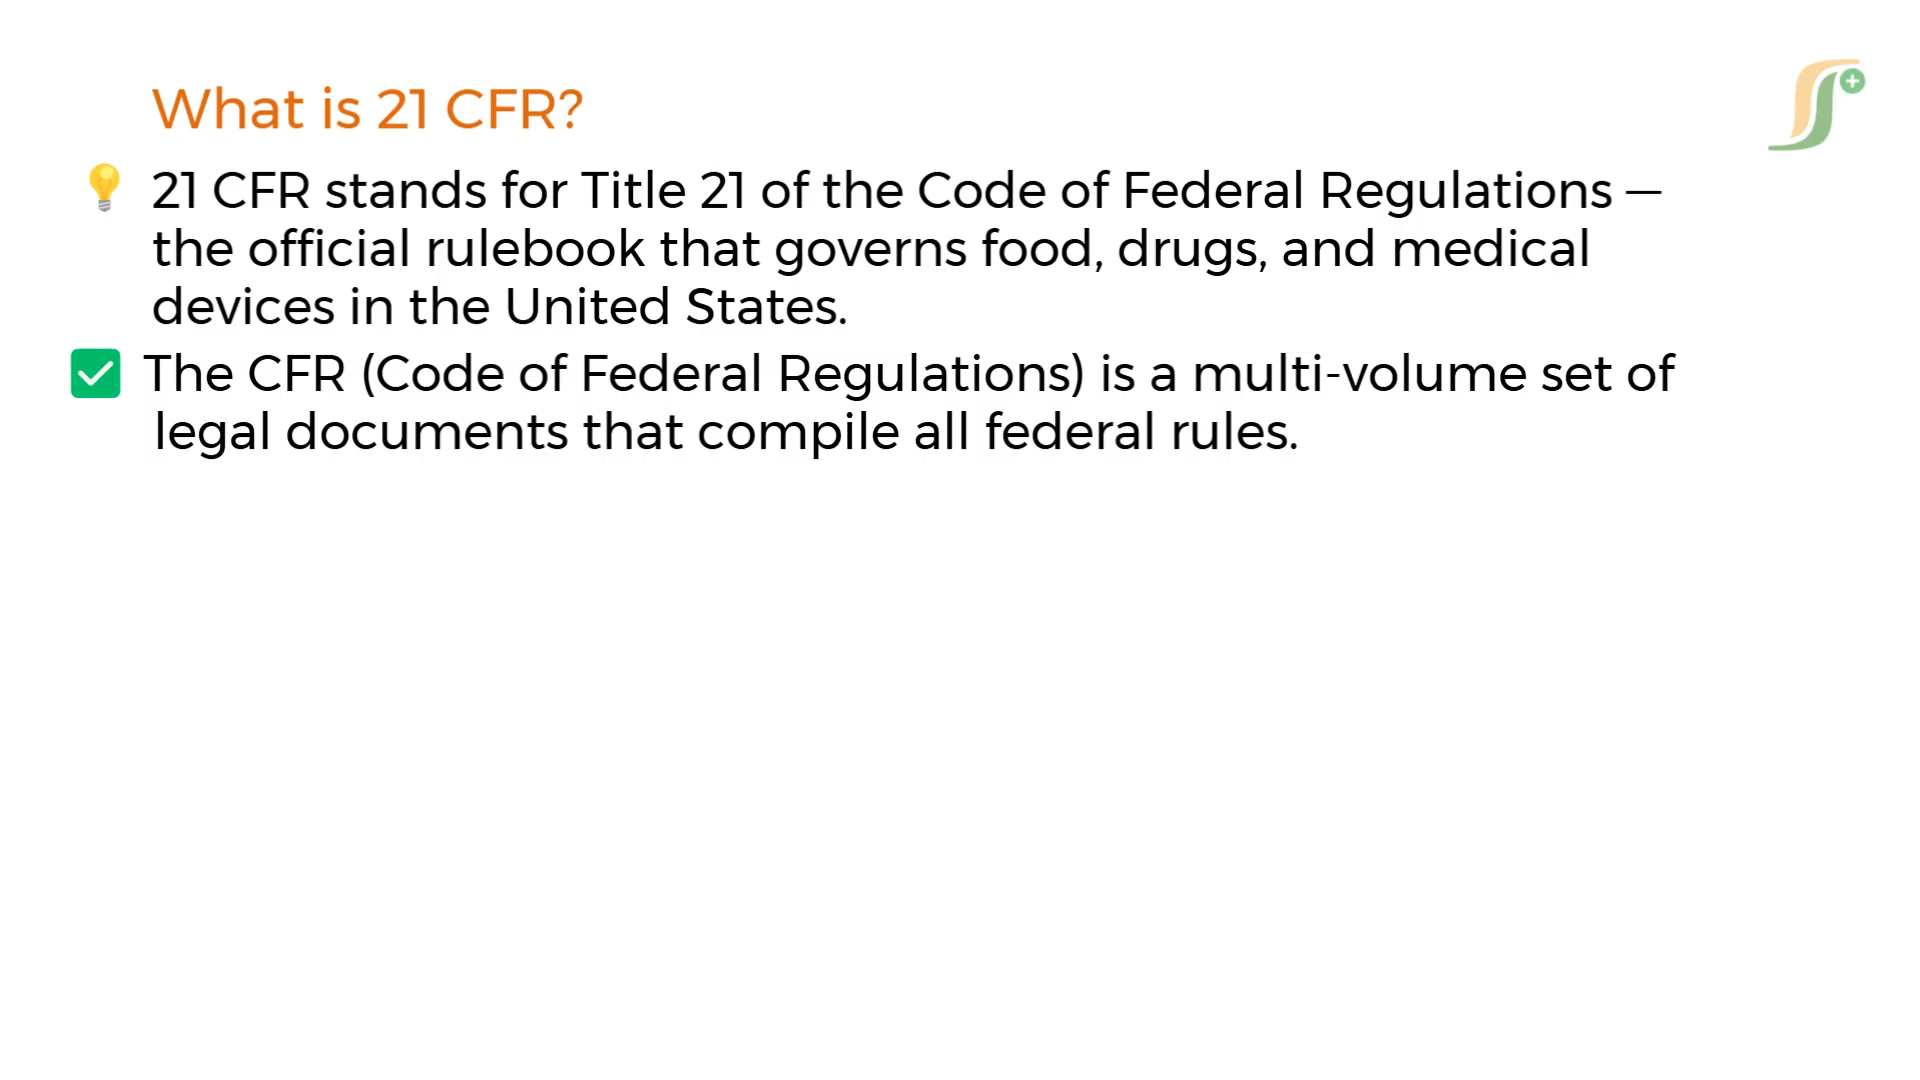 What is 21 CFR?
💡 21 CFR stands for Title 21 of the Code of Federal Regulations —
the official rulebook that governs food, drugs, and medical
devices in the United States.
✅ The CFR (Code of Federal Regulations) is a multi-volume set of
legal documents that compile all federal rules.